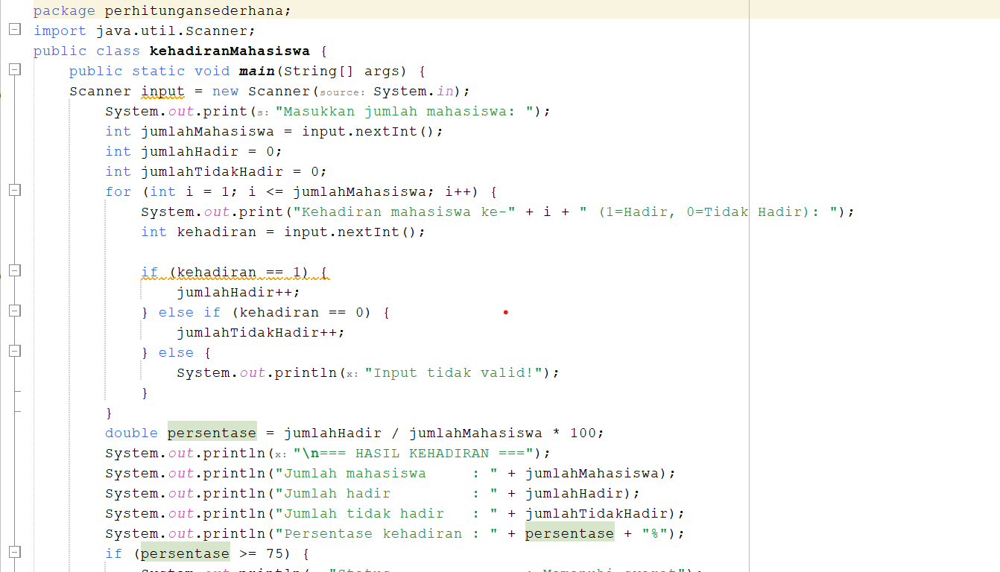 package perhitungansederhana;
import java.util.Scanner;
public class kehadiranMahasiswa {
    public static void main(String[] args) {
    Scanner input = new Scanner(source: System.in);
        System.out.print(s: "Masukkan jumlah mahasiswa: ");
        int jumlahMahasiswa = input.nextInt();
        int jumlahHadir = 0;
        int jumlahTidakHadir = 0;
        for (int i = 1; i <= jumlahMahasiswa; i++) {
            System.out.print("Kehadiran mahasiswa ke-" + i + " (1=Hadir, 0=Tidak Hadir): ");
            int kehadiran = input.nextInt();
            if (kehadiran == 1) {
                jumlahHadir++;
            } else if (kehadiran == 0) {
                jumlahTidakHadir++;
            } else {
                System.out.println(x: "Input tidak valid!");
            }
        }
        double persentase = jumlahHadir / jumlahMahasiswa * 100;
        System.out.println(x: "\n=== HASIL KEHADIRAN ===");
        System.out.println("Jumlah mahasiswa     : " + jumlahMahasiswa);
        System.out.println("Jumlah hadir         : " + jumlahHadir);
        System.out.println("Jumlah tidak hadir   : " + jumlahTidakHadir);
        System.out.println("Persentase kehadiran : " + persentase + "%");
        if (persentase >= 75) {